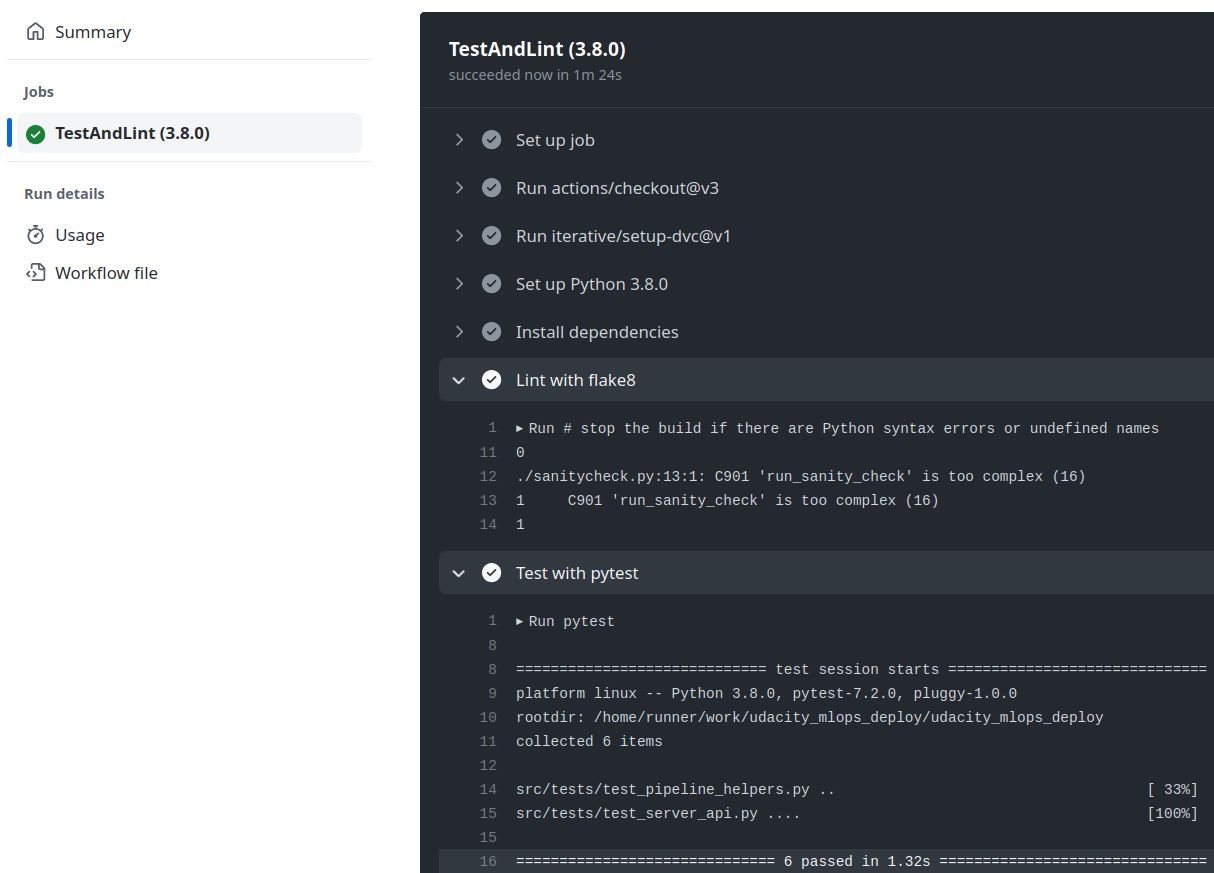 Summary
Jobs
TestAndLint (3.8.0)
Run details
Usage
Workflow file
TestAndLint (3.8.0)
succeeded now in 1m 24s
Set up job
Run actions/checkout@v3
Run iterative/setup-dvc@v1
Set up Python 3.8.0
Install dependencies
Lint with flake8
1 ▸ Run # stop the build if there are Python syntax errors or undefined names
11 0
12 ./sanitycheck.py:13:1: C901 'run_sanity_check' is too complex (16)
13 1     C901 'run_sanity_check' is too complex (16)
14 1
Test with pytest
1 ▸ Run pytest
8
8 ============================= test session starts ==============================
9 platform linux -- Python 3.8.0, pytest-7.2.0, pluggy-1.0.0
10 rootdir: /home/runner/work/udacity_mlops_deploy/udacity_mlops_deploy
11 collected 6 items
12
14 src/tests/test_pipeline_helpers.py .. [ 33%]
15 src/tests/test_server_api.py .... [100%]
15
16 ============================== 6 passed in 1.32s ===============================